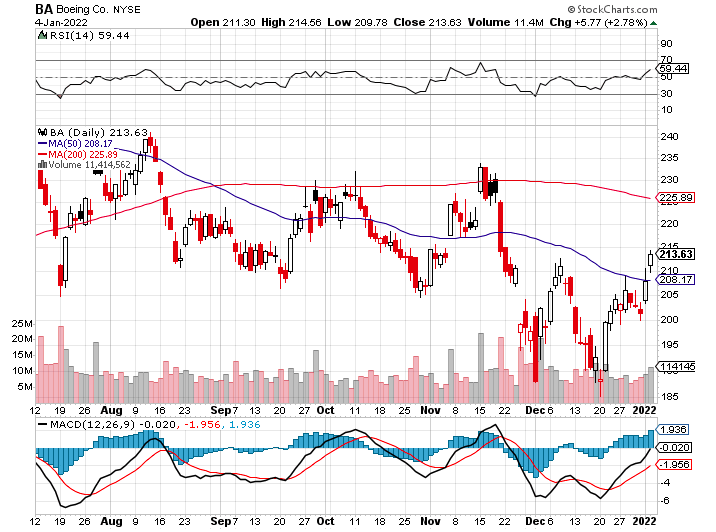 BA Boeing Co. NYSE © StockCharts.com
4-Jan-2022 Open 211.30 High 214.56 Low 209.78 Close 213.63 Volume 11.4M Chg +5.77 (+2.78%)
RSI(14) 59.44
90
70
59.44
50
30
10
BA (Daily) 213.63
MA(50) 208.17
MA(200) 225.89
Volume 11,414,562
240
235
230
225
225.89
220
215
213.63
210
208.17
205
200
195
190
114145
185
25M
20M
15M
10M
5M
12 19 26 Aug 9 16 23 Sep 7 13 20 27 Oct 11 18 25 Nov 8 15 22 Dec 6 13 20 27 2022
MACD(12,26,9) -0.020, -1.956, 1.936
1.936
-0.020
-1.956
-4
-6
12 19 26 Aug 9 16 23 Sep 7 13 20 27 Oct 11 18 25 Nov 8 15 22 Dec 6 13 20 27 2022